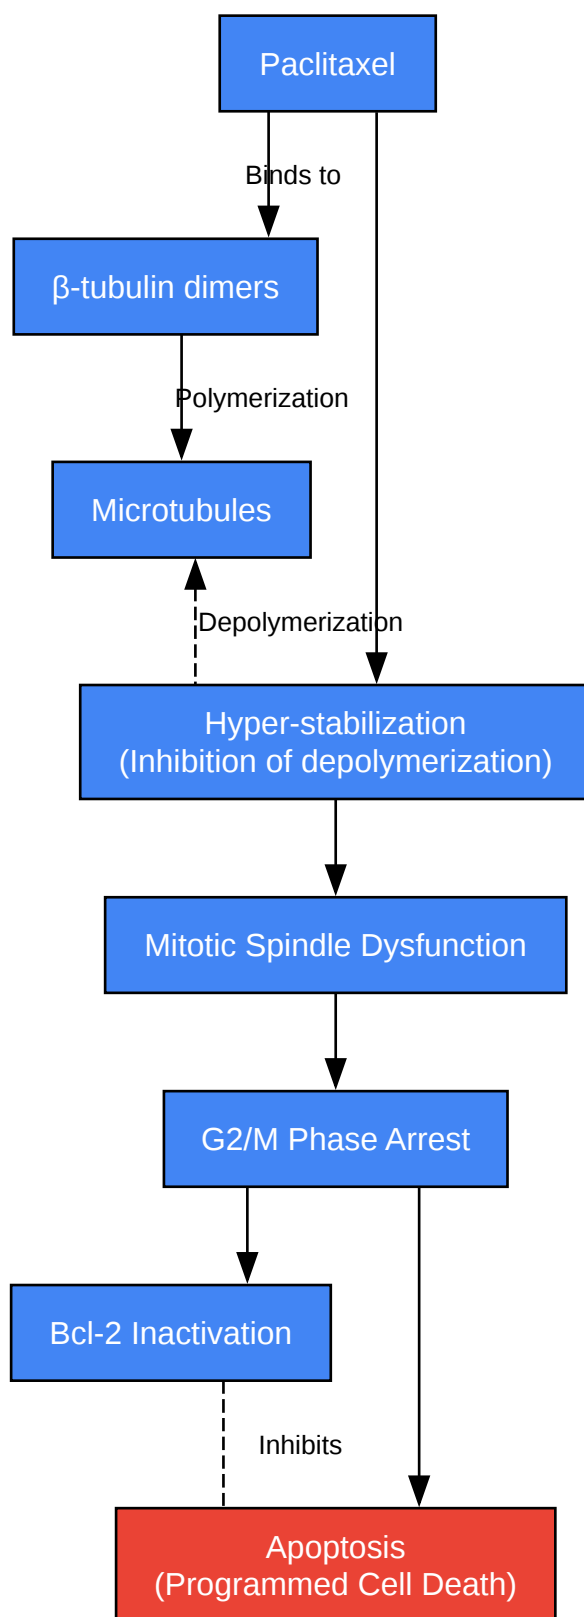 Paclitaxel
Binds to
β-tubulin dimers
Polymerization
Microtubules
Depolymerization
Hyper-stabilization
(Inhibition of depolymerization)
Mitotic Spindle Dysfunction
G2/M Phase Arrest
Bcl-2 Inactivation
Inhibits
Apoptosis
(Programmed Cell Death)